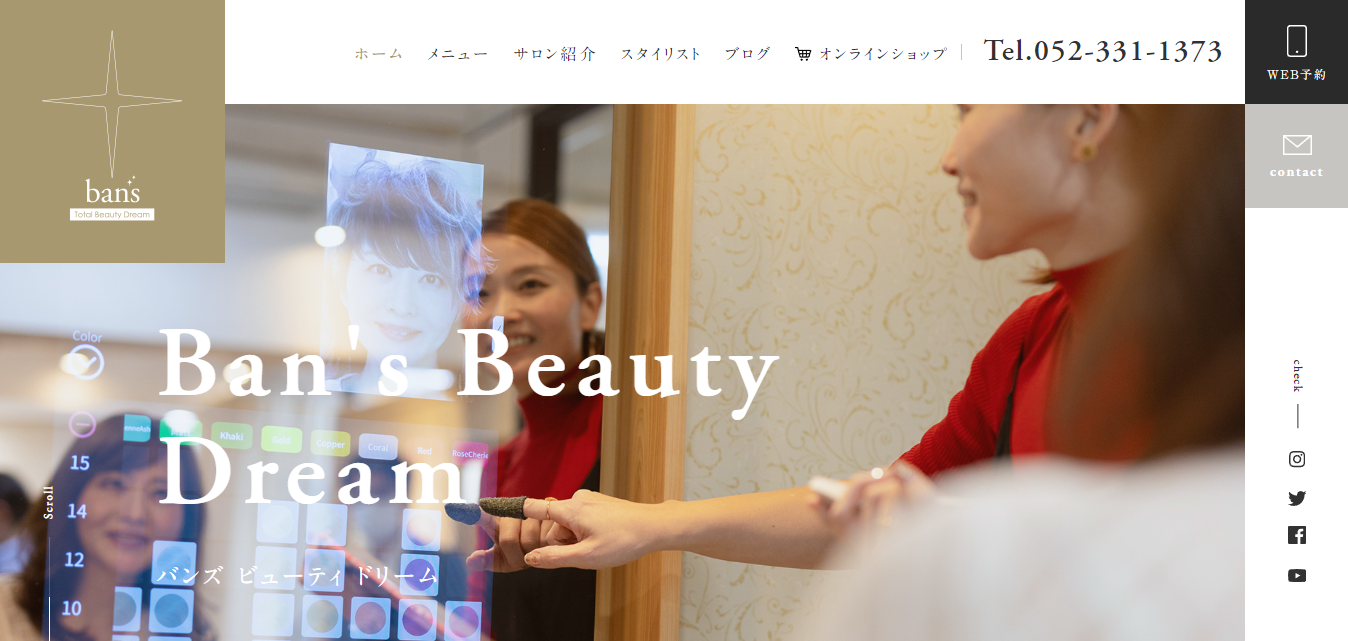 ban's
Total Beauty Dream
ホーム
メニュー
サロン紹介
スタイリスト
ブログ
オンラインショップ
Tel.052-331-1373
WEB予約
contact
Color
Khaki
Gold
Copper
Coral
Red
RoseCherie
15
14
12
10
Ban's Beauty
Dream
バンズ ビューティ ドリーム
Scroll
check